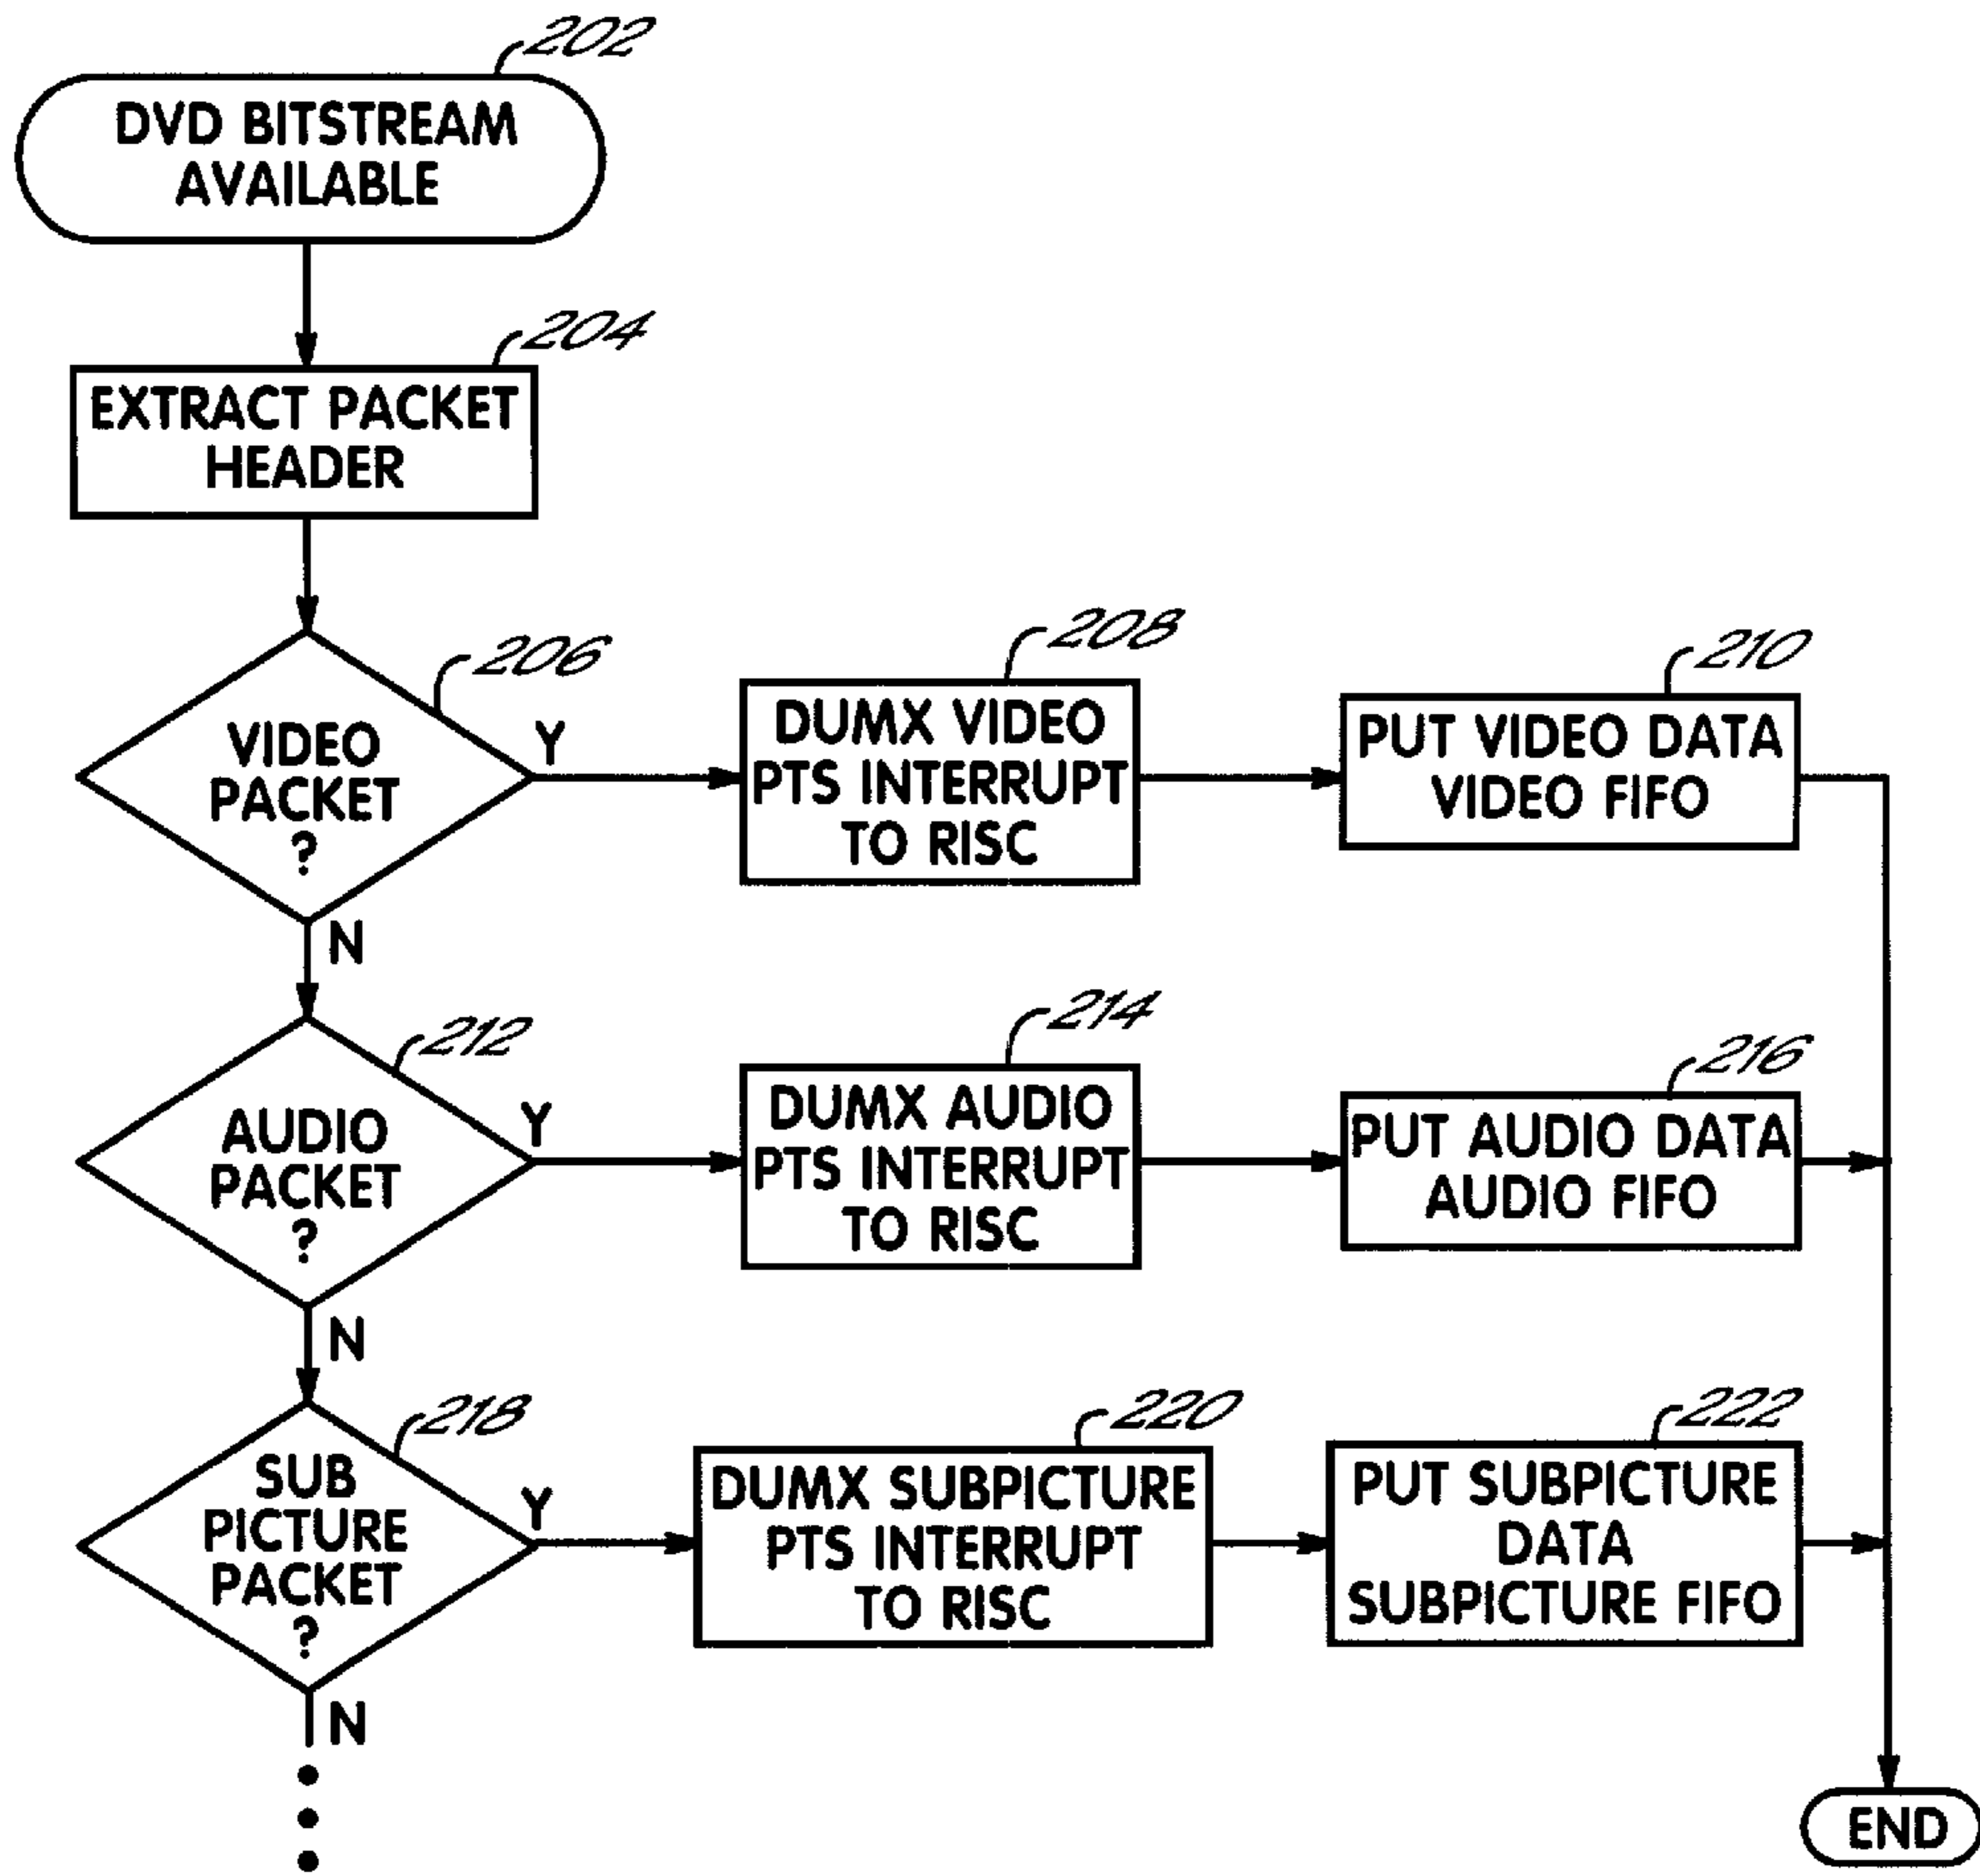 202
DVD BITSTREAM
AVAILABLE
204
EXTRACT PACKET
HEADER
206
VIDEO
PACKET
?
Y
N
208
DUMX VIDEO
PTS INTERRUPT
TO RISC
210
PUT VIDEO DATA
VIDEO FIFO
212
AUDIO
PACKET
?
Y
N
214
DUMX AUDIO
PTS INTERRUPT
TO RISC
216
PUT AUDIO DATA
AUDIO FIFO
218
SUB
PICTURE
PACKET
?
Y
N
220
DUMX SUBPICTURE
PTS INTERRUPT
TO RISC
222
PUT SUBPICTURE
DATA
SUBPICTURE FIFO
END